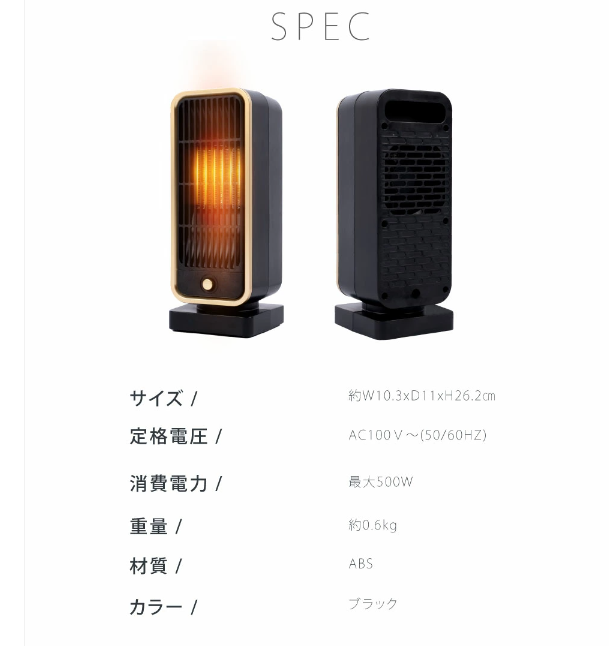 SPEC
サイズ / 約W10.3xD11xH26.2㎝
定格電圧 / AC100V～(50/60HZ)
消費電力 / 最大500W
重量 / 約0.6kg
材質 / ABS
カラー / ブラック